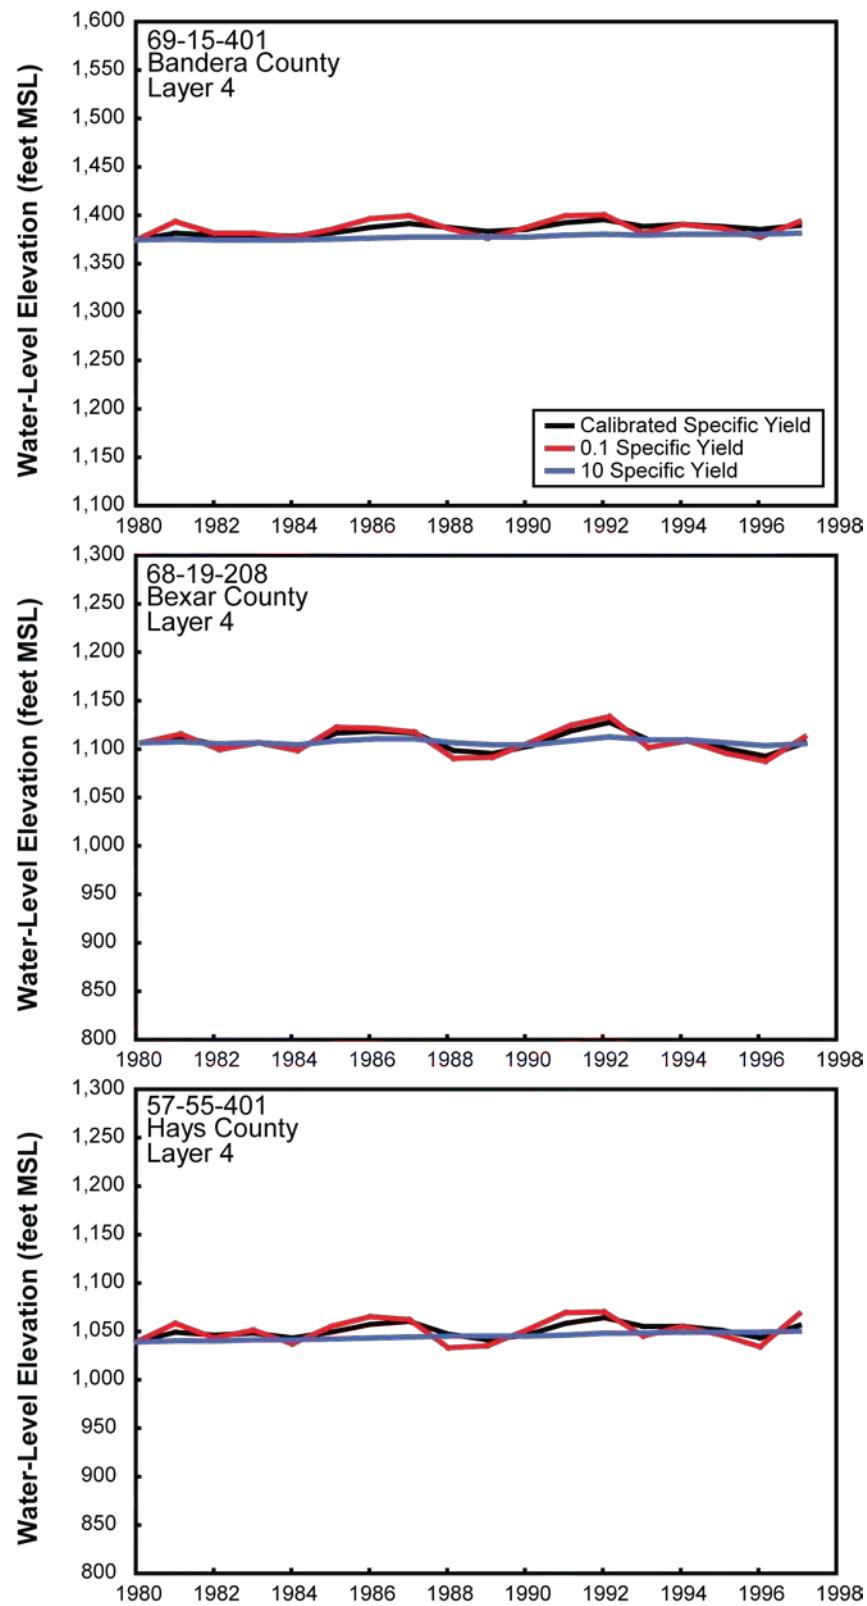 Water-Level Elevation (feet MSL)
1,600
1,550
1,500
1,450
1,400
1,350
1,300
1,250
1,200
1,150
1,100
69-15-401
Bandera County
Layer 4
Calibrated Specific Yield
0.1 Specific Yield
10 Specific Yield
1980 1982 1984 1986 1988 1990 1992 1994 1996 1998
Water-Level Elevation (feet MSL)
1,300
1,250
1,200
1,150
1,100
1,050
1,000
950
900
850
800
68-19-208
Bexar County
Layer 4
1980 1982 1984 1986 1988 1990 1992 1994 1996 1998
Water-Level Elevation (feet MSL)
1,300
1,250
1,200
1,150
1,100
1,050
1,000
950
900
850
800
57-55-401
Hays County
Layer 4
1980 1982 1984 1986 1988 1990 1992 1994 1996 1998